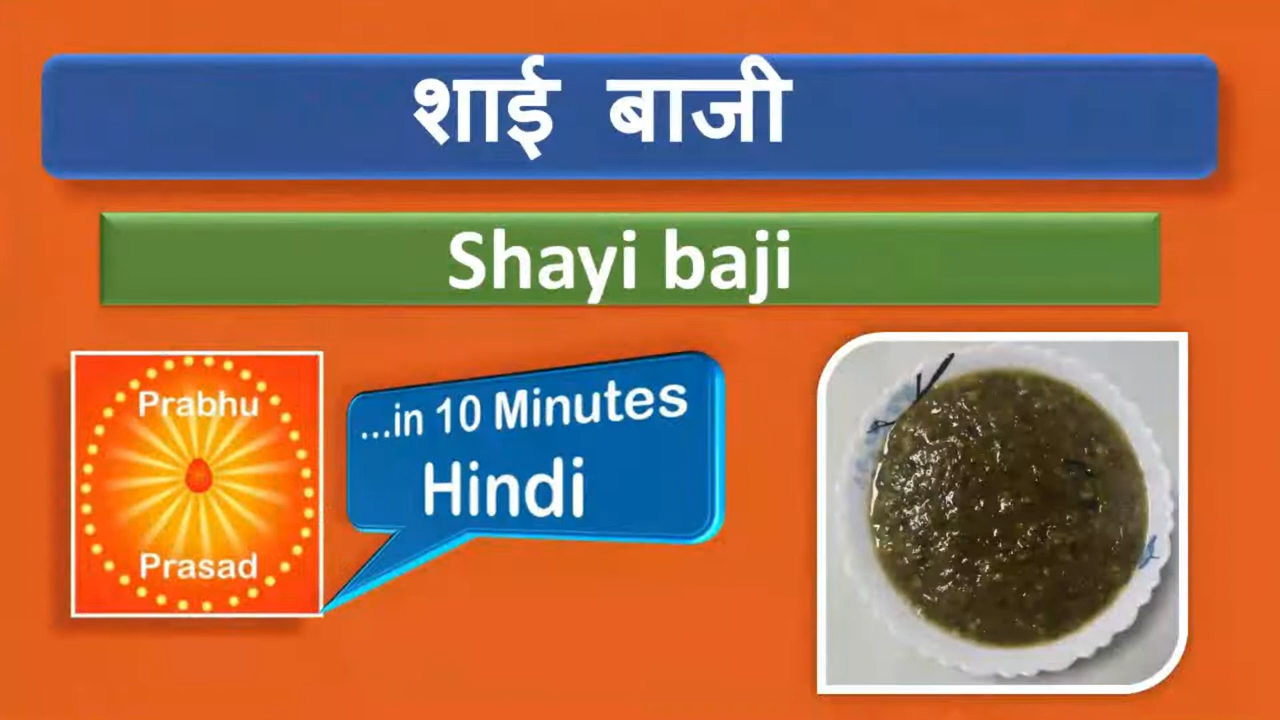 शाई बाजी
Shayi baji
Prabhu
Prasad
...in 10 Minutes
Hindi